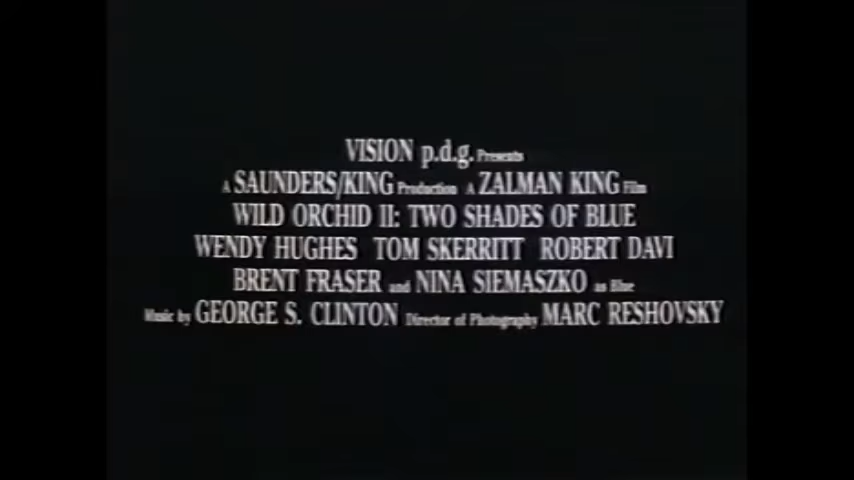 VISION p.d.g. Presents
A SAUNDERS/KING Production A ZALMAN KING Film
WILD ORCHID II: TWO SHADES OF BLUE
WENDY HUGHES TOM SKERRITT ROBERT DAVI
BRENT FRASER and NINA SIEMASZKO as Blue
Music by GEORGE S. CLINTON Director of Photography MARC RESHOVSKY